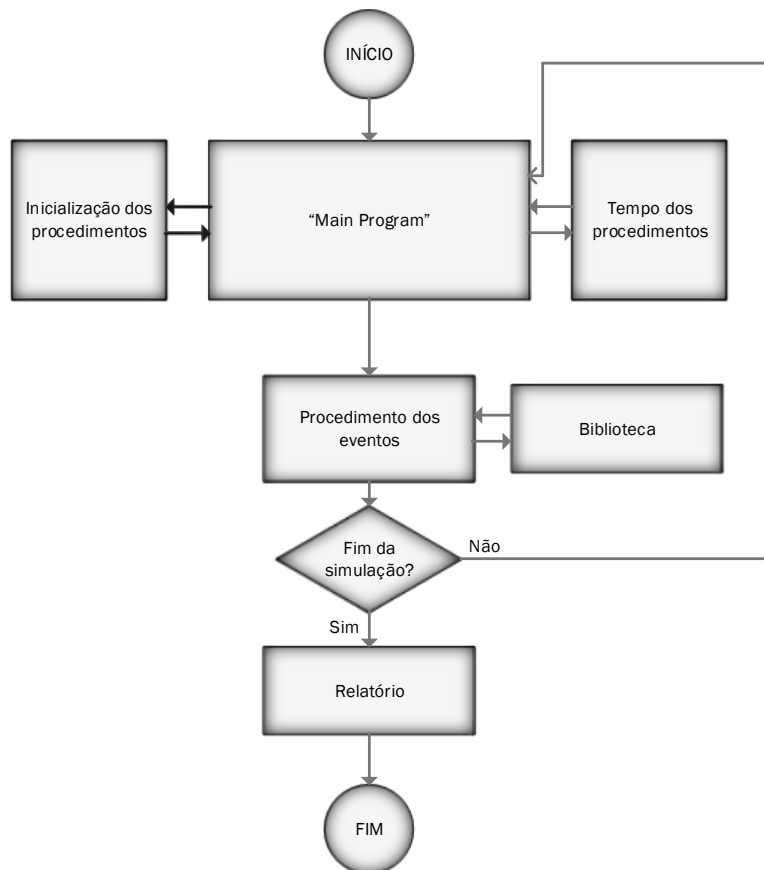 INÍCIO
Inicialização dos
procedimentos
“Main Program”
Tempo dos
procedimentos
Procedimento dos
eventos
Biblioteca
Fim da
simulação?
Não
Sim
Relatório
FIM